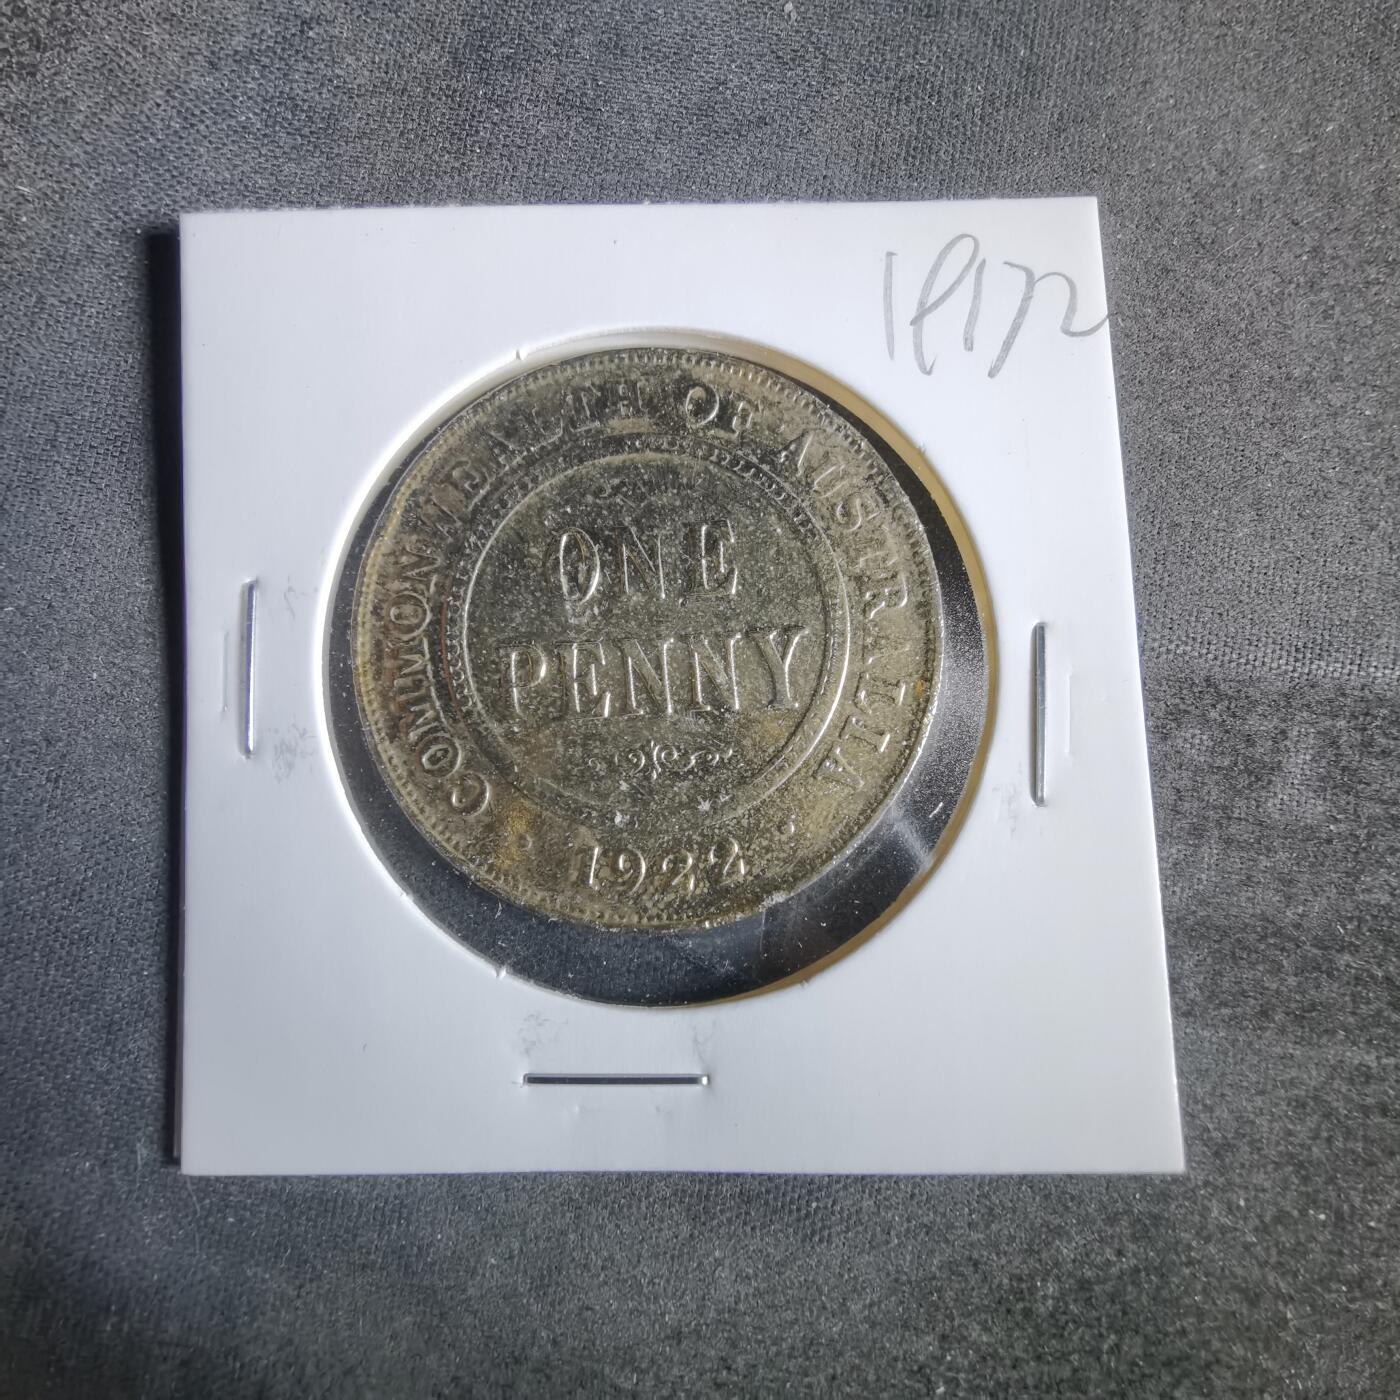 COMMONWEALTH OF AUSTRALIA
ONE
PENNY
1922